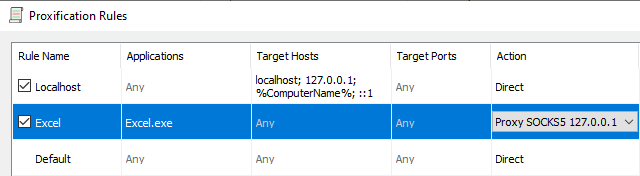 Proxification Rules
Rule Name Applications Target Hosts Target Ports Action
Localhost Any localhost; 127.0.0.1; %ComputerName%; ::1 Any Direct
Excel Excel.exe Any Any Proxy SOCKS5 127.0.0.1
Default Any Any Any Direct